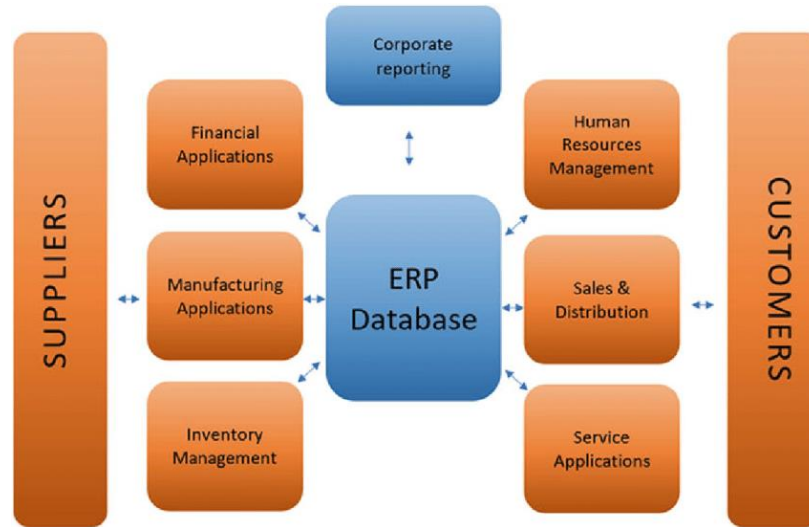 Corporate
reporting
SUPPLIERS
Financial
Applications
Human
Resources
Management
CUSTOMERS
Manufacturing
Applications
ERP
Database
Sales &
Distribution
Inventory
Management
Service
Applications